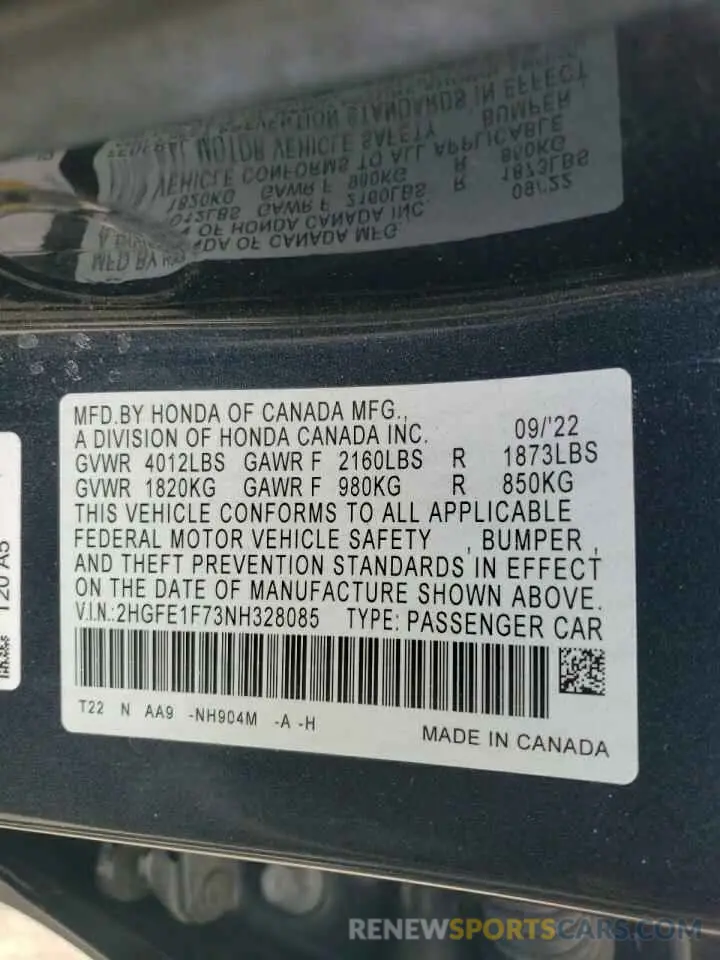 MFD.BY HONDA OF CANADA MFG.,
A DIVISION OF HONDA CANADA INC. 09/'22
GVWR 4012LBS GAWR F 2160LBS R 1873LBS
GVWR 1820KG GAWR F 980KG R 850KG
THIS VEHICLE CONFORMS TO ALL APPLICABLE
FEDERAL MOTOR VEHICLE SAFETY , BUMPER ,
AND THEFT PREVENTION STANDARDS IN EFFECT
ON THE DATE OF MANUFACTURE SHOWN ABOVE.
V.I.N.:2HGFE1F73NH328085 TYPE: PASSENGER CAR
T22 N AA9 -NH904M -A -H
MADE IN CANADA
T20 A5
RENEWSPORTSCARS.COM